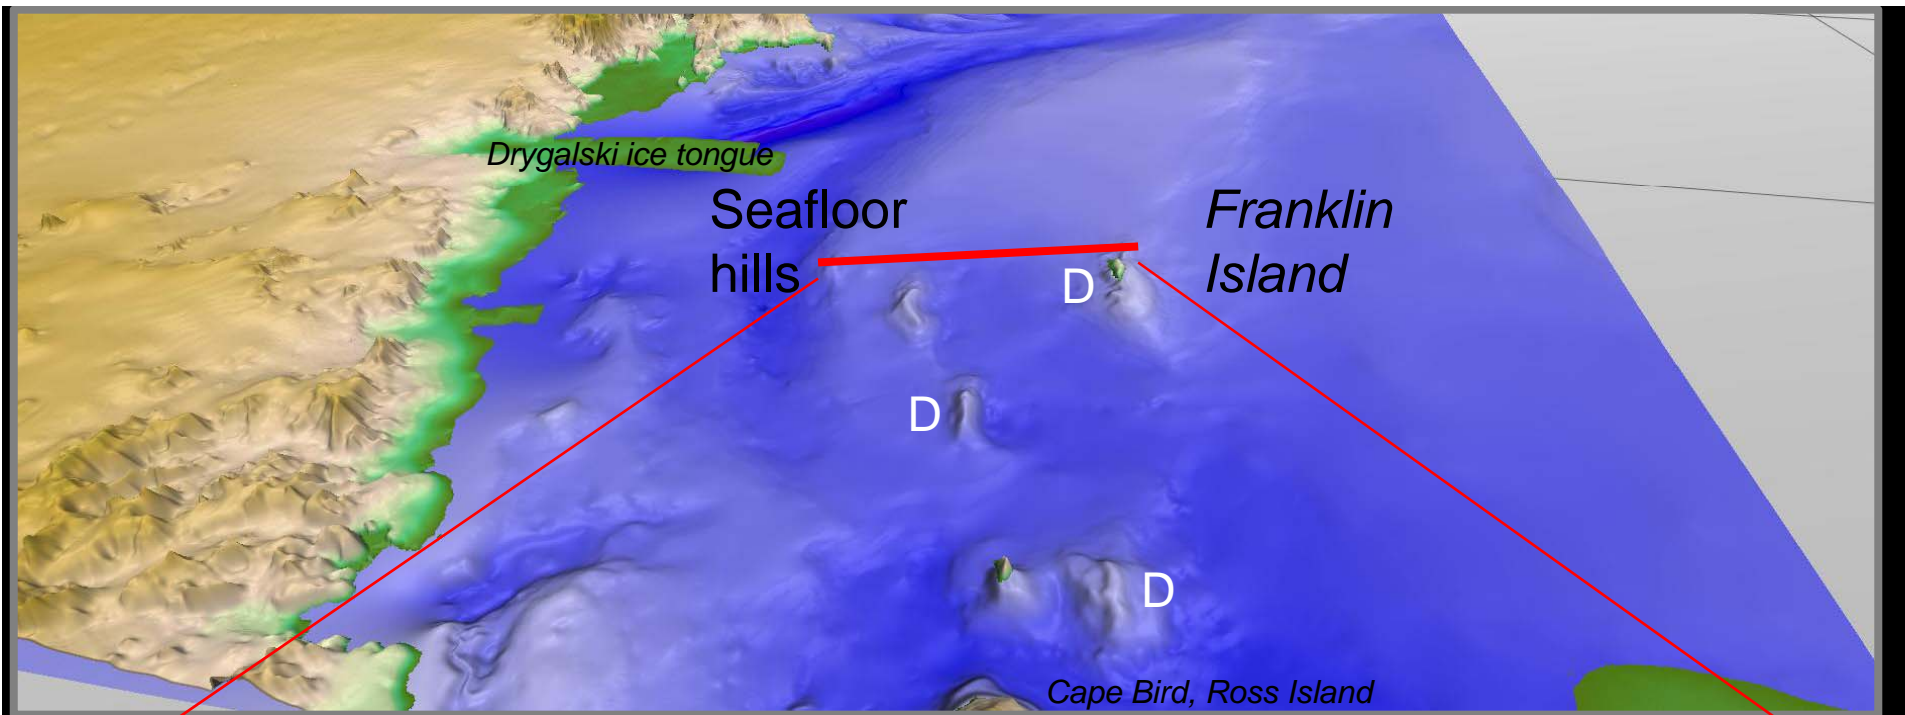 Drygalski ice tongue
Seafloor
hills
Franklin
Island
D
D
D
Cape Bird, Ross Island